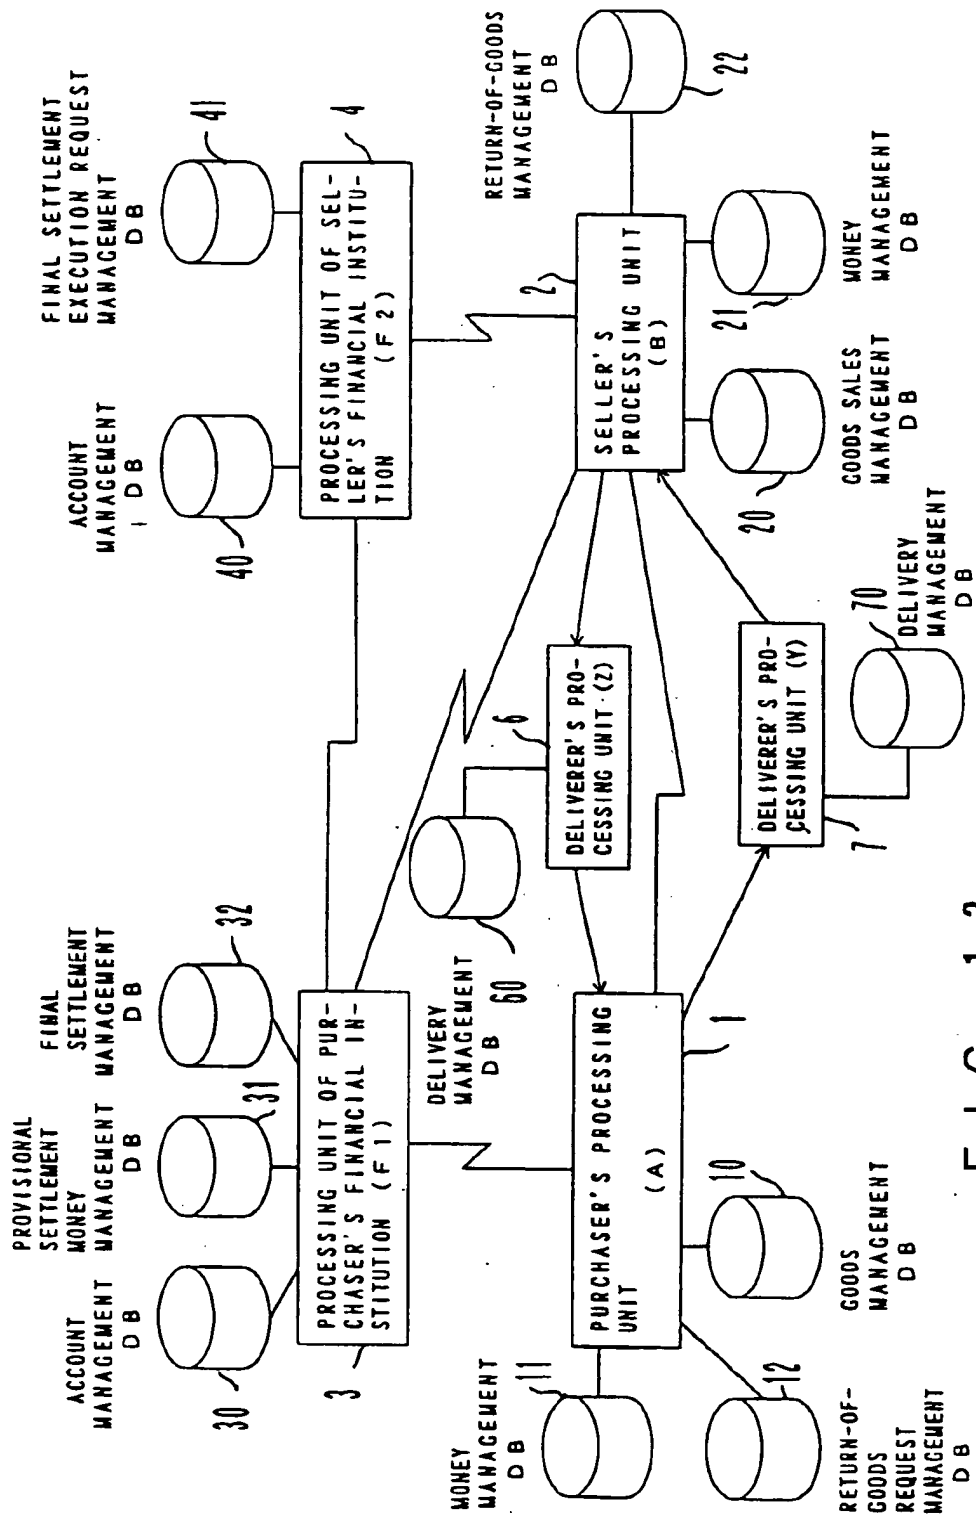 ACCOUNT
MANAGEMENT
DB
30
PROVISIONAL
SETTLEMENT
MONEY
MANAGEMENT
DB
31
FINAL
SETTLEMENT
MANAGEMENT
DB
32
ACCOUNT
MANAGEMENT
DB
40
FINAL SETTLEMENT
EXECUTION REQUEST
MANAGEMENT
DB
41
3
PROCESSING UNIT OF PUR-
CHASER'S FINANCIAL IN-
STITUTION (F1)
PROCESSING UNIT OF SEL-
LER'S FINANCIAL INSTITU-
TION (F2)
4
DELIVERY
MANAGEMENT
DB
60
6
DELIVERER'S PRO-
CESSING UNIT (Z)
RETURN-OF-GOODS
MANAGEMENT
DB
22
MONEY
MANAGEMENT
DB
11
PURCHASER'S PROCESSING
UNIT
(A)
1
2
SELLER'S
PROCESSING UNIT
(B)
RETURN-OF-
GOODS
REQUEST
MANAGEMENT
DB
12
GOODS
MANAGEMENT
DB
10
DELIVERER'S PRO-
CESSING UNIT (Y)
7
DELIVERY
MANAGEMENT
DB
70
GOODS SALES
MANAGEMENT
DB
20
MONEY
MANAGEMENT
DB
21